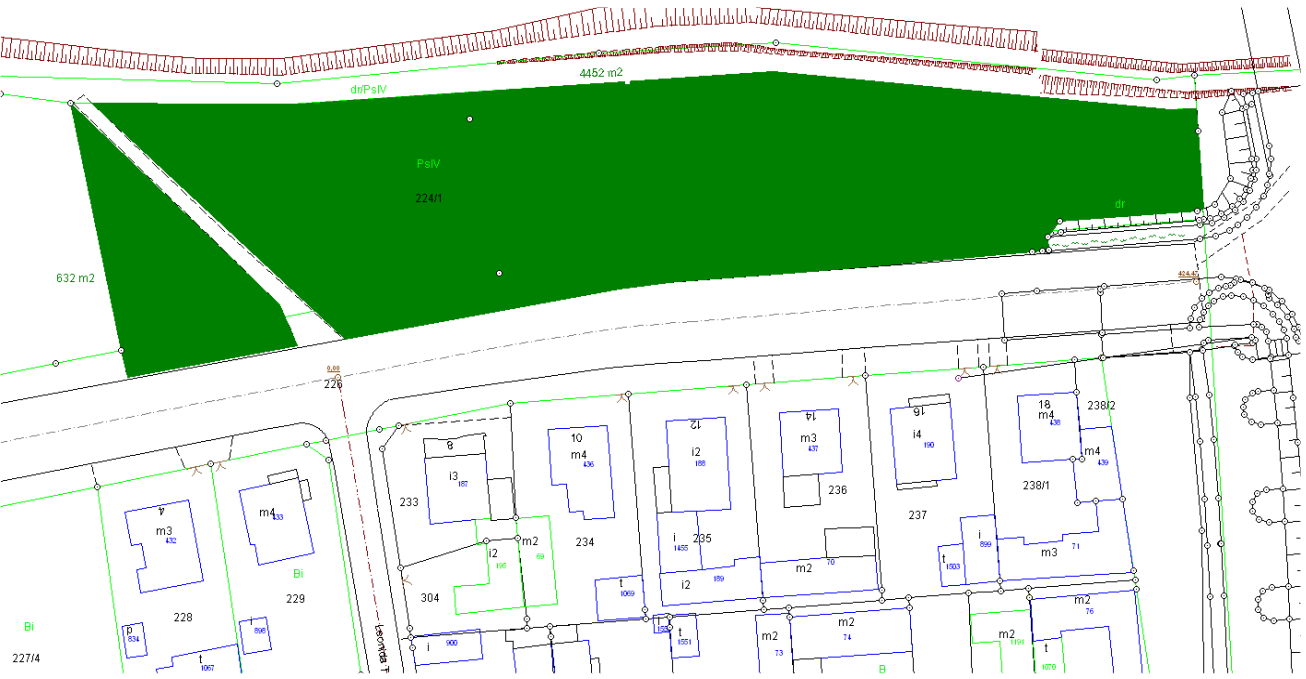 4452 m2
dr/PsIV
PsIV
224/1
dr
632 m2
424,47
0,00
226
8
10
12
14
16
18
m4
438
238/2
m4
439
i3
187
m4
436
i2
188
m3
437
i4
190
233
236
238/1
237
4
m3
432
m4
433
i
1455
235
234
i
899
m3
71
m2
69
i2
195
m2
70
t
1503
i2
189
Bi
229
304
t
1069
228
Bi
p
834
898
227/4
t
1067
i
900
t
1551
m2
73
m2
74
m2
1191
m2
76
t
1070
B